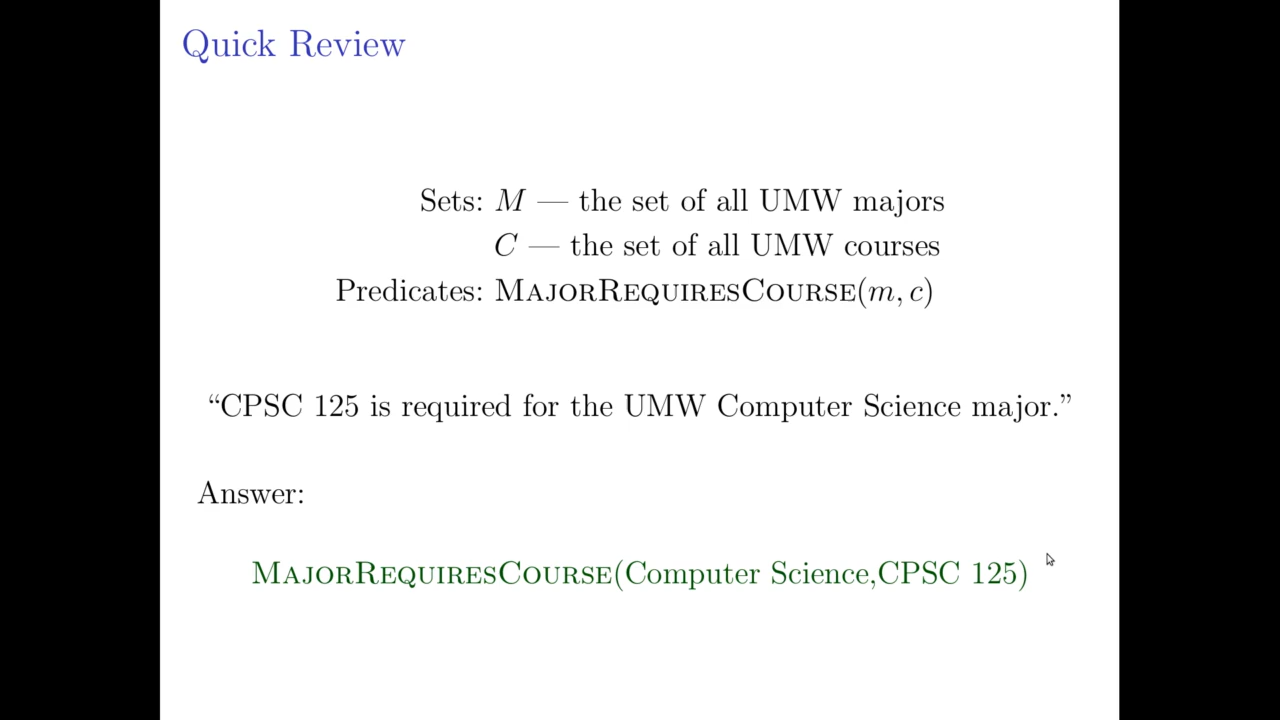 Quick Review
Sets: M — the set of all UMW majors
C — the set of all UMW courses
Predicates: MAJORREQUIRESCOURSE(m, c)
“CPSC 125 is required for the UMW Computer Science major.”
Answer:
MAJORREQUIRESCOURSE(Computer Science,CPSC 125)